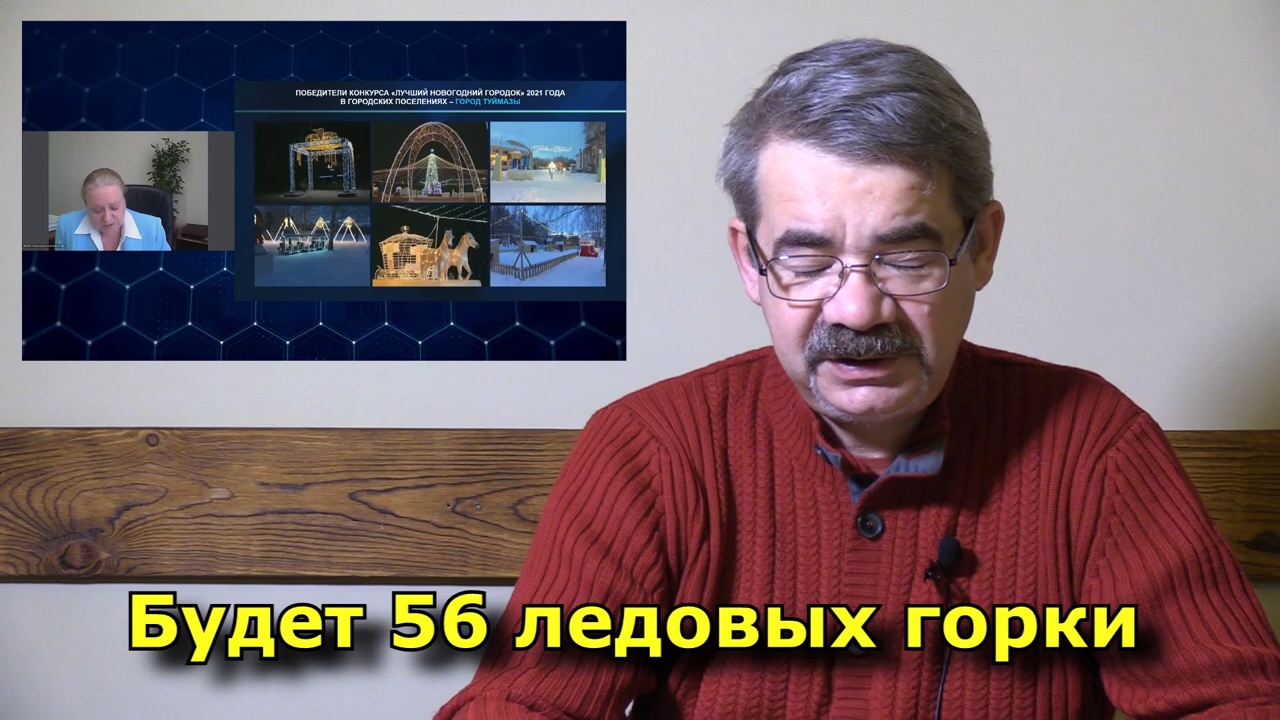 ПОБЕДИТЕЛИ КОНКУРСА «ЛУЧШИЙ НОВОГОДНИЙ ГОРОДОК» 2021 ГОДА
В ГОРОДСКИХ ПОСЕЛЕНИЯХ – ГОРОД ТУЙМАЗЫ
Будет 56 ледовых горки